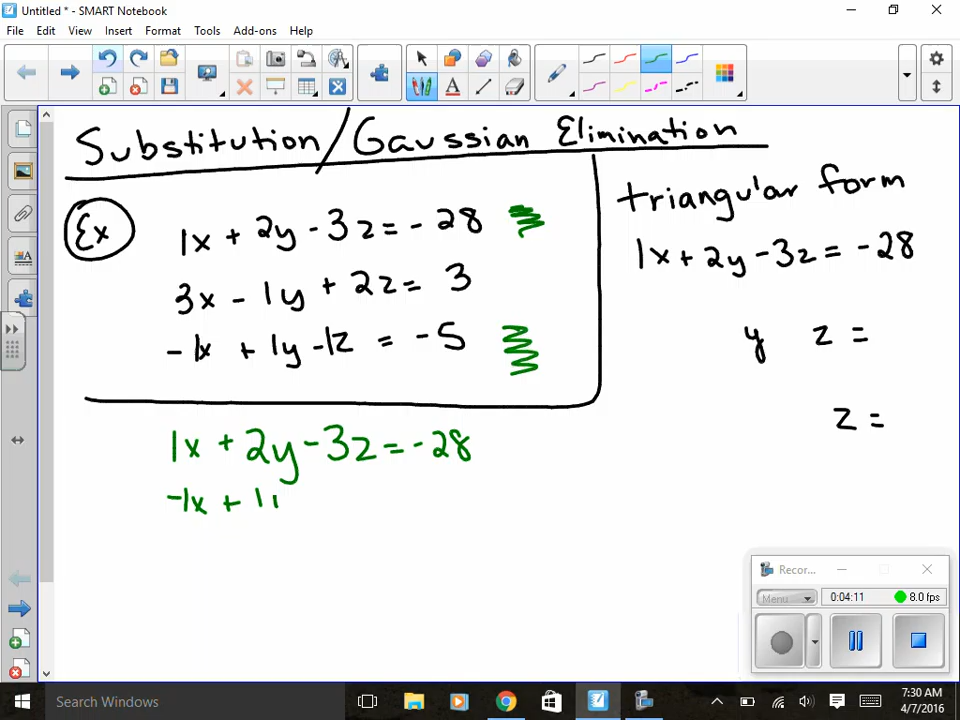 Untitled * - SMART Notebook
File Edit View Insert Format Tools Add-ons Help
Substitution/Gaussian Elimination
Ex
1x + 2y - 3z = - 28
3x - 1y + 2z = 3
- 1x + 1y - 1z = - 5
triangular form
1x + 2y - 3z = - 28
y z =
z =
1x + 2y - 3z = - 28
-1x + 1
Recor...
Menu
0:04:11
8.0 fps
Search Windows
7:30 AM
4/7/2016